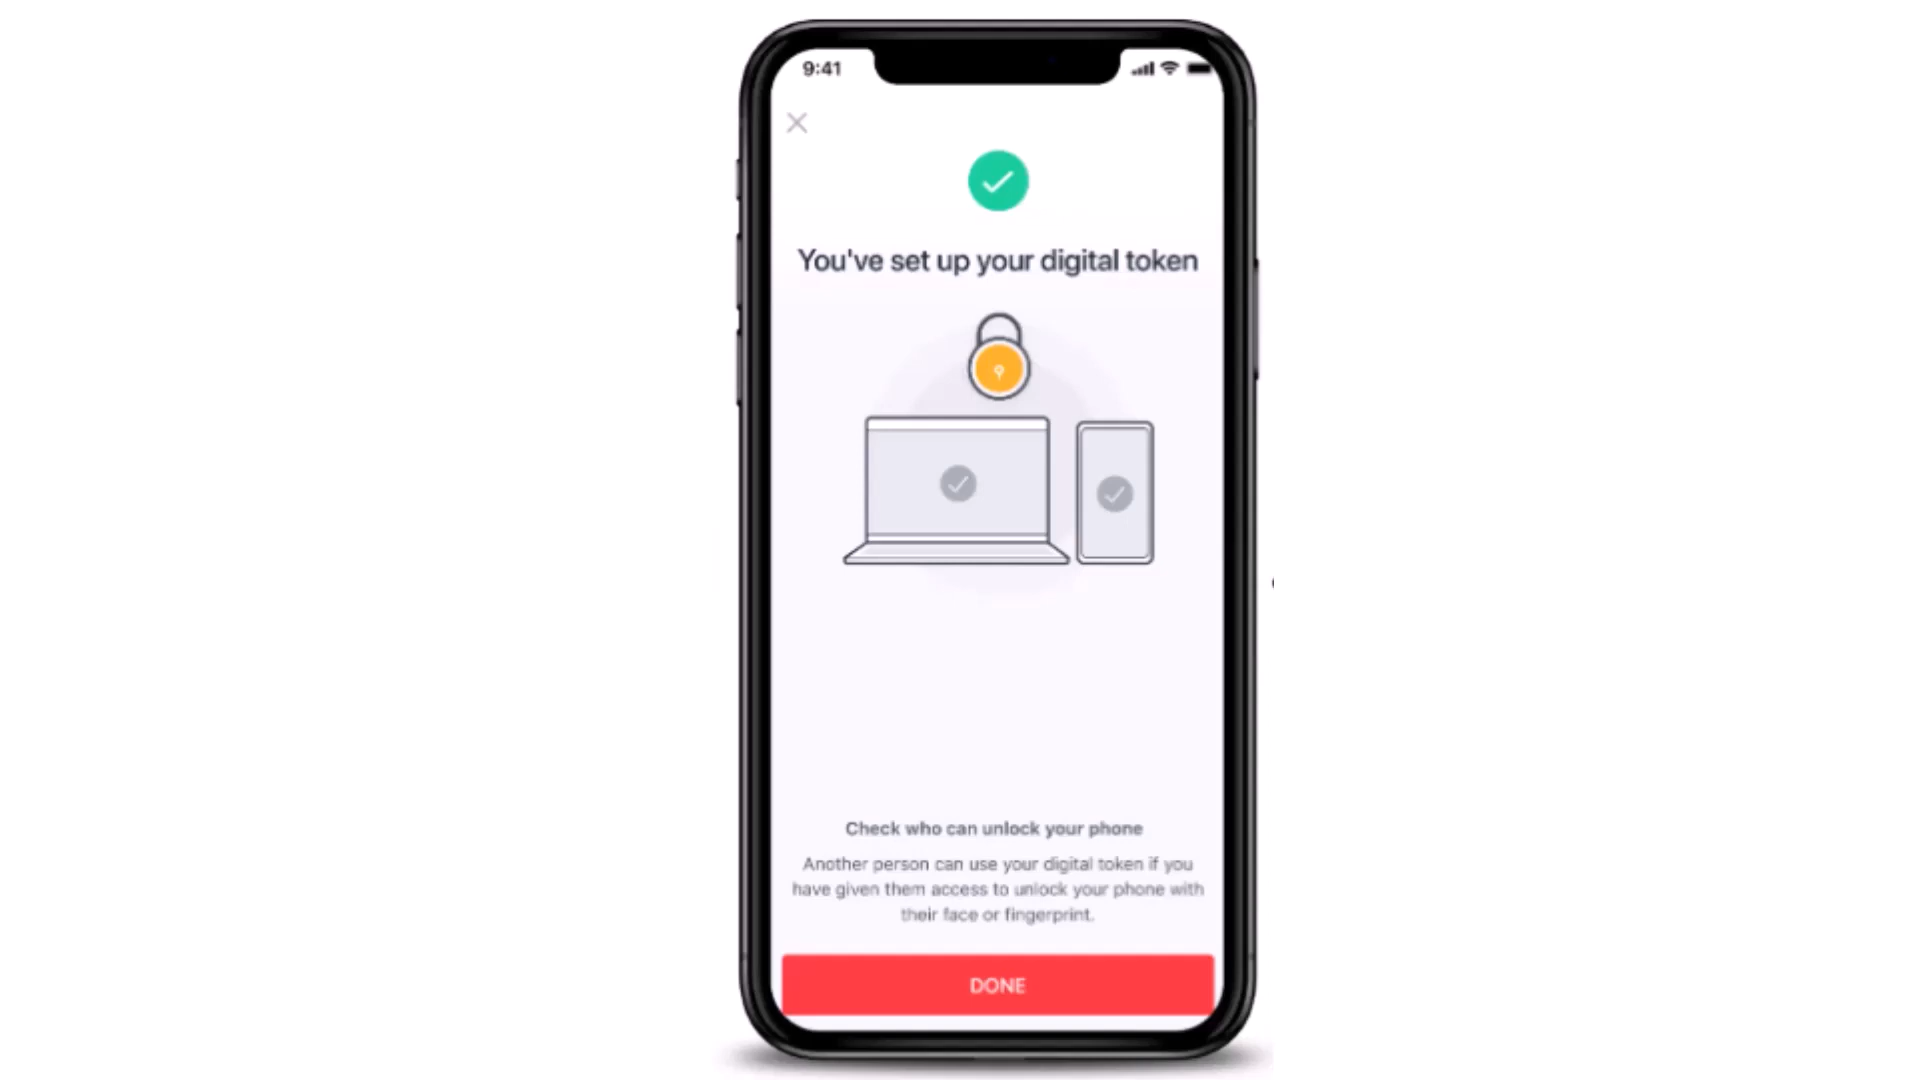 9:41
You've set up your digital token
Check who can unlock your phone
Another person can use your digital token if you
have given them access to unlock your phone with
their face or fingerprint.
DONE